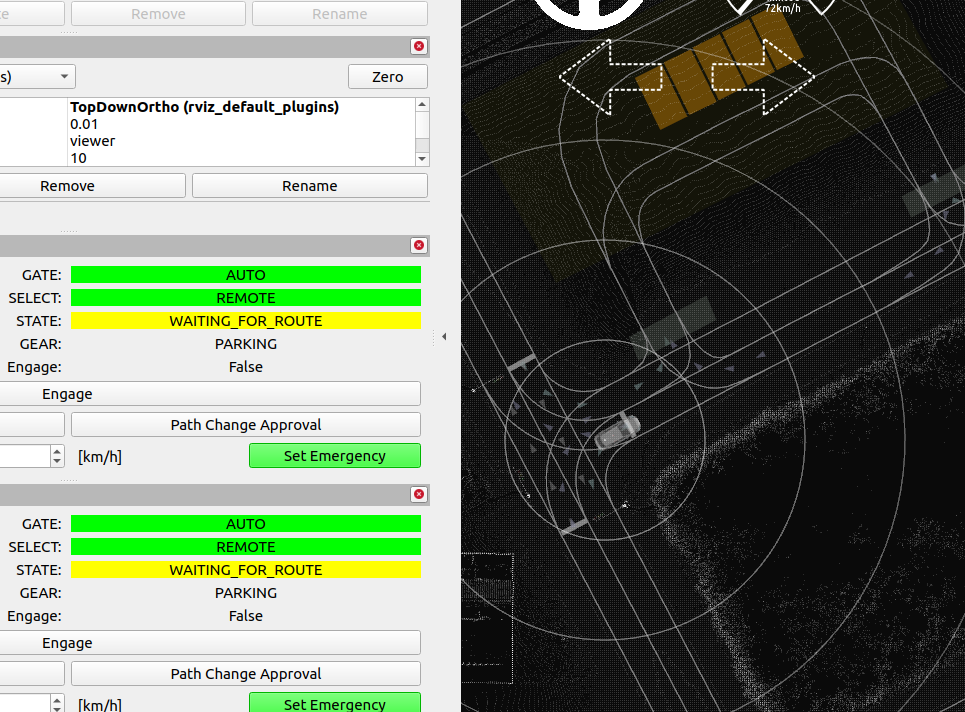 Remove
Rename
72km/h
s)
Zero
TopDownOrtho (rviz_default_plugins)
0.01
viewer
10
Remove
Rename
GATE: AUTO
SELECT: REMOTE
STATE: WAITING_FOR_ROUTE
GEAR: PARKING
Engage: False
Engage
Path Change Approval
[km/h]
Set Emergency
GATE: AUTO
SELECT: REMOTE
STATE: WAITING_FOR_ROUTE
GEAR: PARKING
Engage: False
Engage
Path Change Approval
[km/h]
Set Emergency